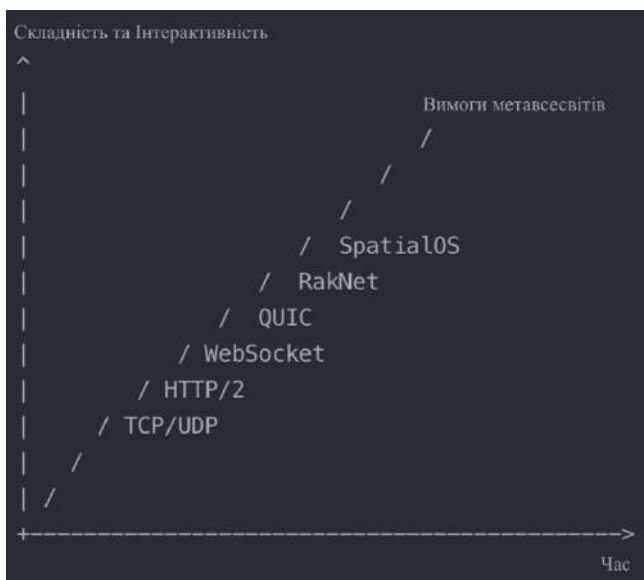 Складність та Інтерактивність
^
| Вимоги метавсесвітів
| /
| /
| /
| / SpatialOS
| / RakNet
| / QUIC
| / WebSocket
| / HTTP/2
| / TCP/UDP
| /
| /
+-------------------------------------------->
Час